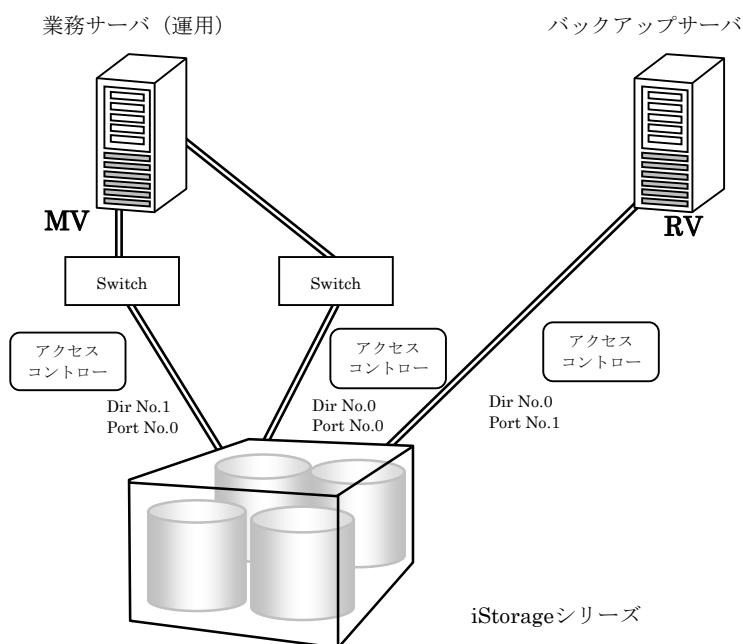 業務サーバ（運用）
バックアップサーバ
MV
RV
Switch
Switch
アクセス
コントロー
アクセス
コントロー
アクセス
コントロー
Dir No.1
Port No.0
Dir No.0
Port No.0
Dir No.0
Port No.1
iStorageシリーズ